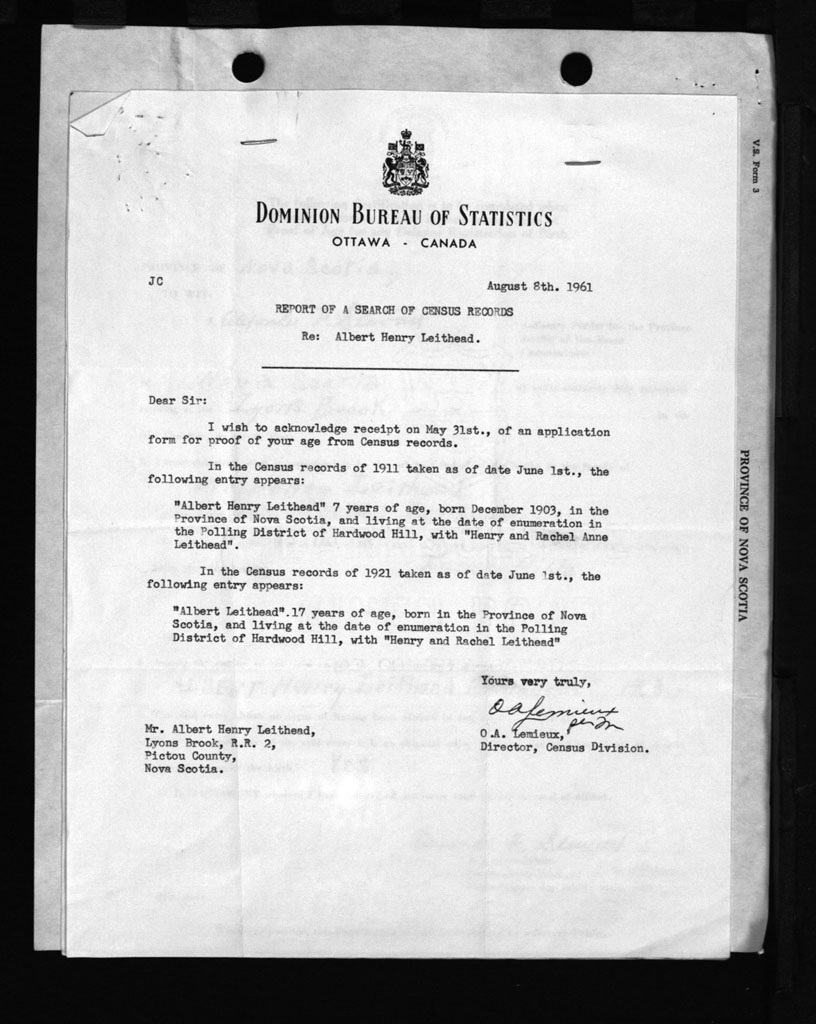 V.S. Form 3
DOMINION BUREAU OF STATISTICS
OTTAWA - CANADA
JC
August 8th. 1961
REPORT OF A SEARCH OF CENSUS RECORDS
Re: Albert Henry Leithead.
Dear Sir:
I wish to acknowledge receipt on May 31st., of an application
form for proof of your age from Census records.
In the Census records of 1911 taken as of date June 1st., the
following entry appears:
"Albert Henry Leithead" 7 years of age, born December 1903, in the
Province of Nova Scotia, and living at the date of enumeration in
the Polling District of Hardwood Hill, with "Henry and Rachel Anne
Leithead".
In the Census records of 1921 taken as of date June 1st., the
following entry appears:
"Albert Leithead".17 years of age, born in the Province of Nova
Scotia, and living at the date of enumeration in the Polling
District of Hardwood Hill, with "Henry and Rachel Leithead"
Yours very truly,
OALemieux
O.A. Lemieux,
Director, Census Division.
Mr. Albert Henry Leithead,
Lyons Brook, R.R. 2,
Pictou County,
Nova Scotia.
PROVINCE OF NOVA SCOTIA